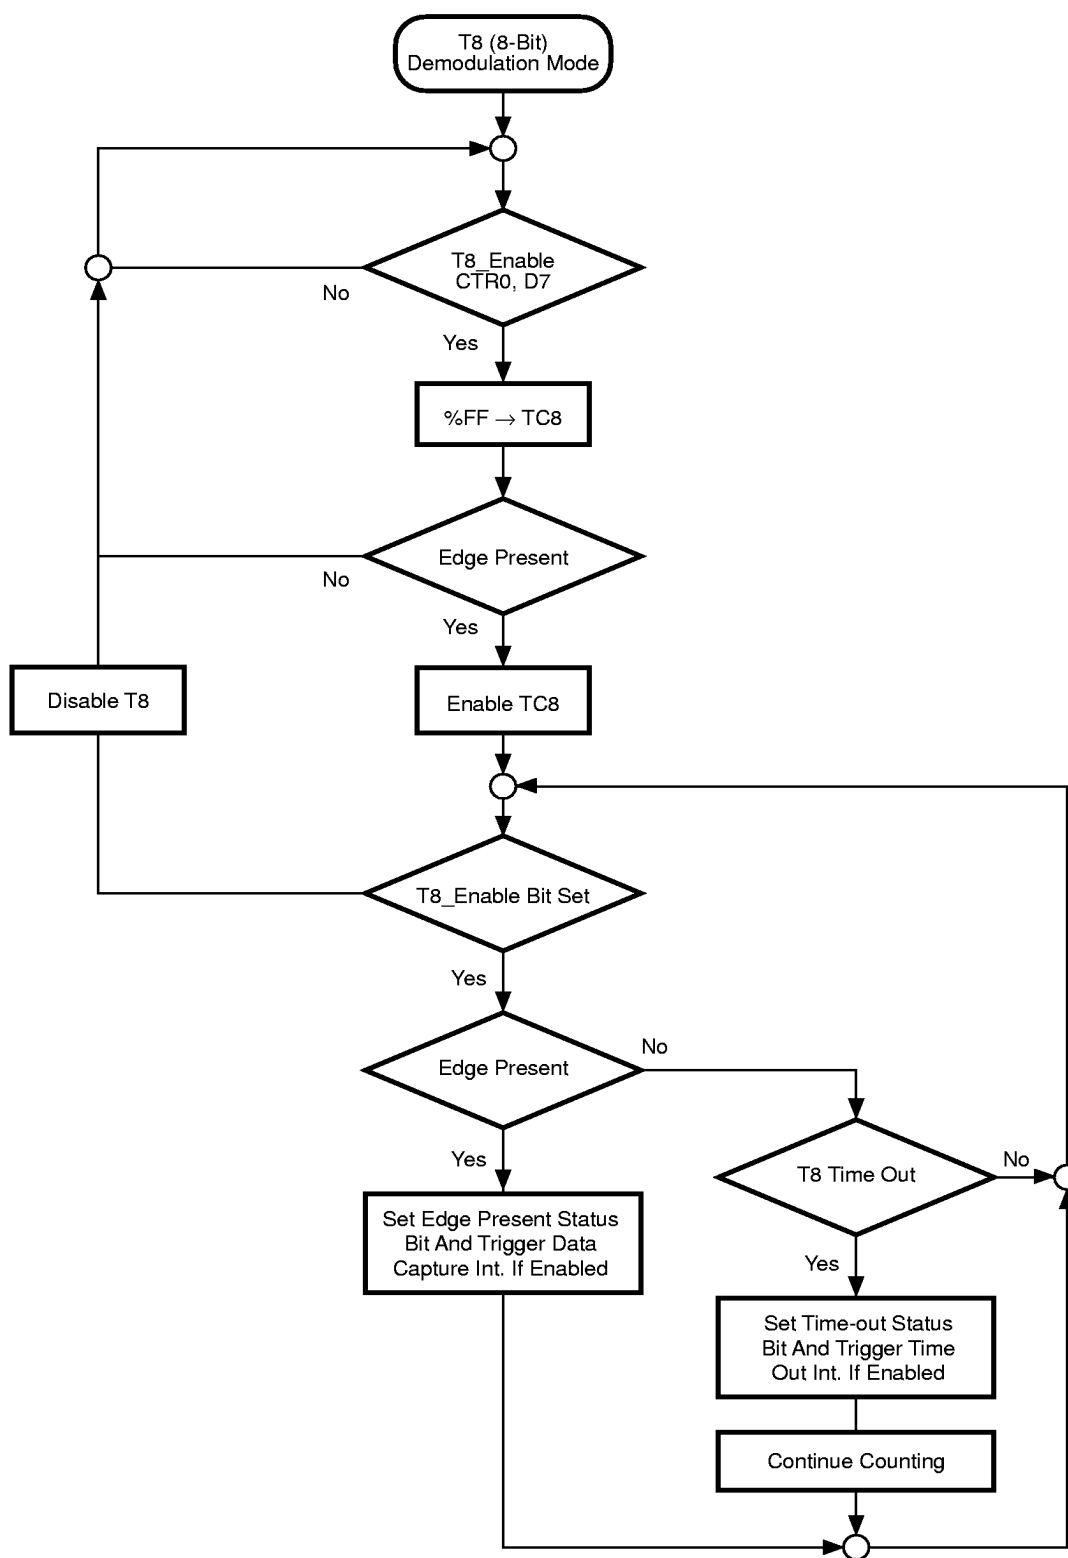 T8 (8-Bit)
Demodulation Mode
T8_Enable
CTR0, D7
No
Yes
%FF → TC8
Edge Present
No
Yes
Disable T8
Enable TC8
T8_Enable Bit Set
Yes
Edge Present
No
Yes
T8 Time Out
No
Set Edge Present Status
Bit And Trigger Data
Capture Int. If Enabled
Yes
Set Time-out Status
Bit And Trigger Time
Out Int. If Enabled
Continue Counting